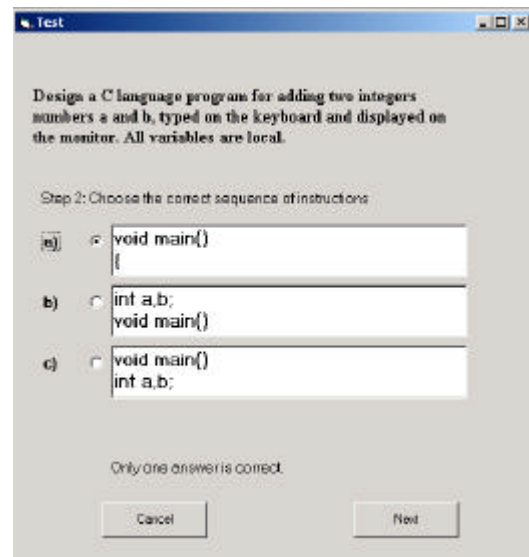 Test
Design a C language program for adding two integers
numbers a and b, typed on the keyboard and displayed on
the monitor. All variables are local.
Step 2: Choose the correct sequence of instructions
a) void main()
{
b) int a,b;
void main()
c) void main()
int a,b;
Only one answer is correct.
Cancel Next